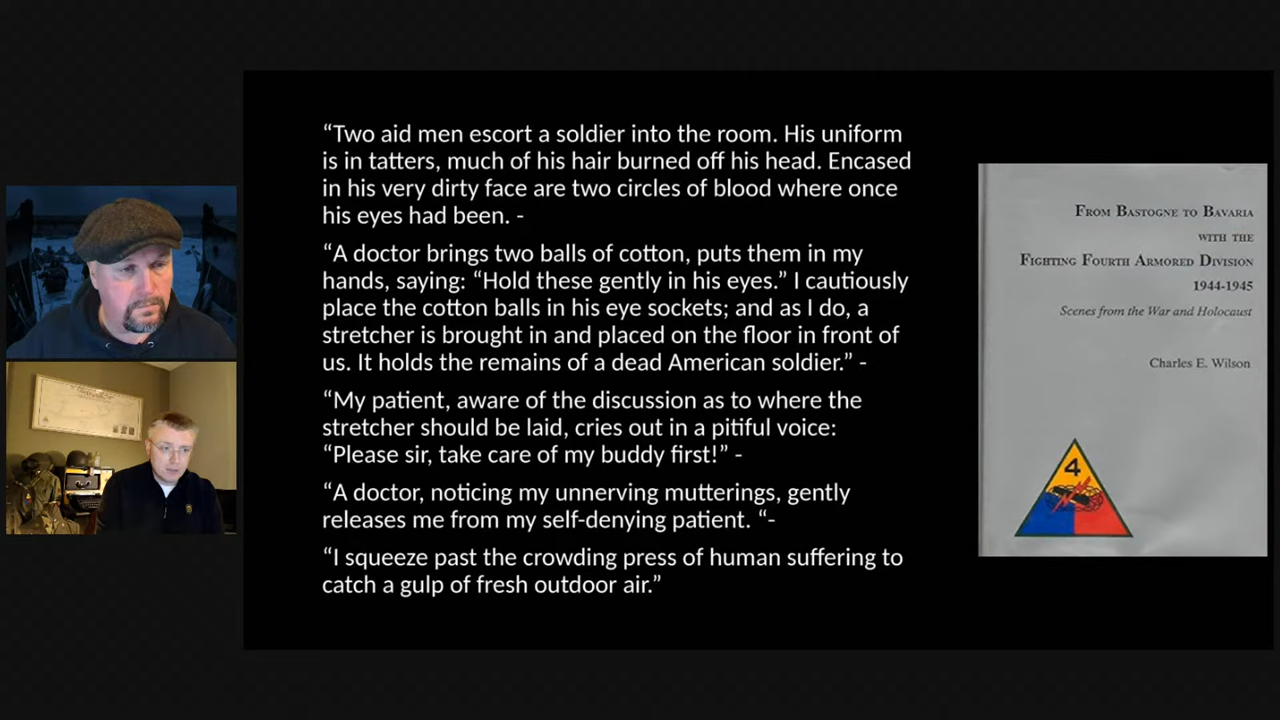 “Two aid men escort a soldier into the room. His uniform
is in tatters, much of his hair burned off his head. Encased
in his very dirty face are two circles of blood where once
his eyes had been. -
“A doctor brings two balls of cotton, puts them in my
hands, saying: “Hold these gently in his eyes.” I cautiously
place the cotton balls in his eye sockets; and as I do, a
stretcher is brought in and placed on the floor in front of
us. It holds the remains of a dead American soldier.” -
“My patient, aware of the discussion as to where the
stretcher should be laid, cries out in a pitiful voice:
“Please sir, take care of my buddy first!” -
“A doctor, noticing my unnerving mutterings, gently
releases me from my self-denying patient. “-
“I squeeze past the crowding press of human suffering to
catch a gulp of fresh outdoor air.”
From Bastogne to Bavaria
with the
Fighting Fourth Armored Division
1944-1945
Scenes from the War and Holocaust
Charles E. Wilson
4